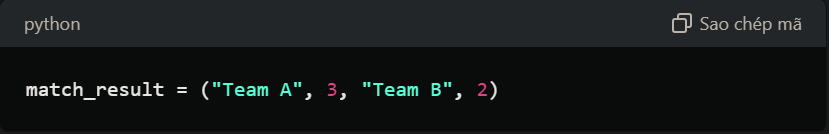 python
Sao chép mã
match_result = ("Team A", 3, "Team B", 2)